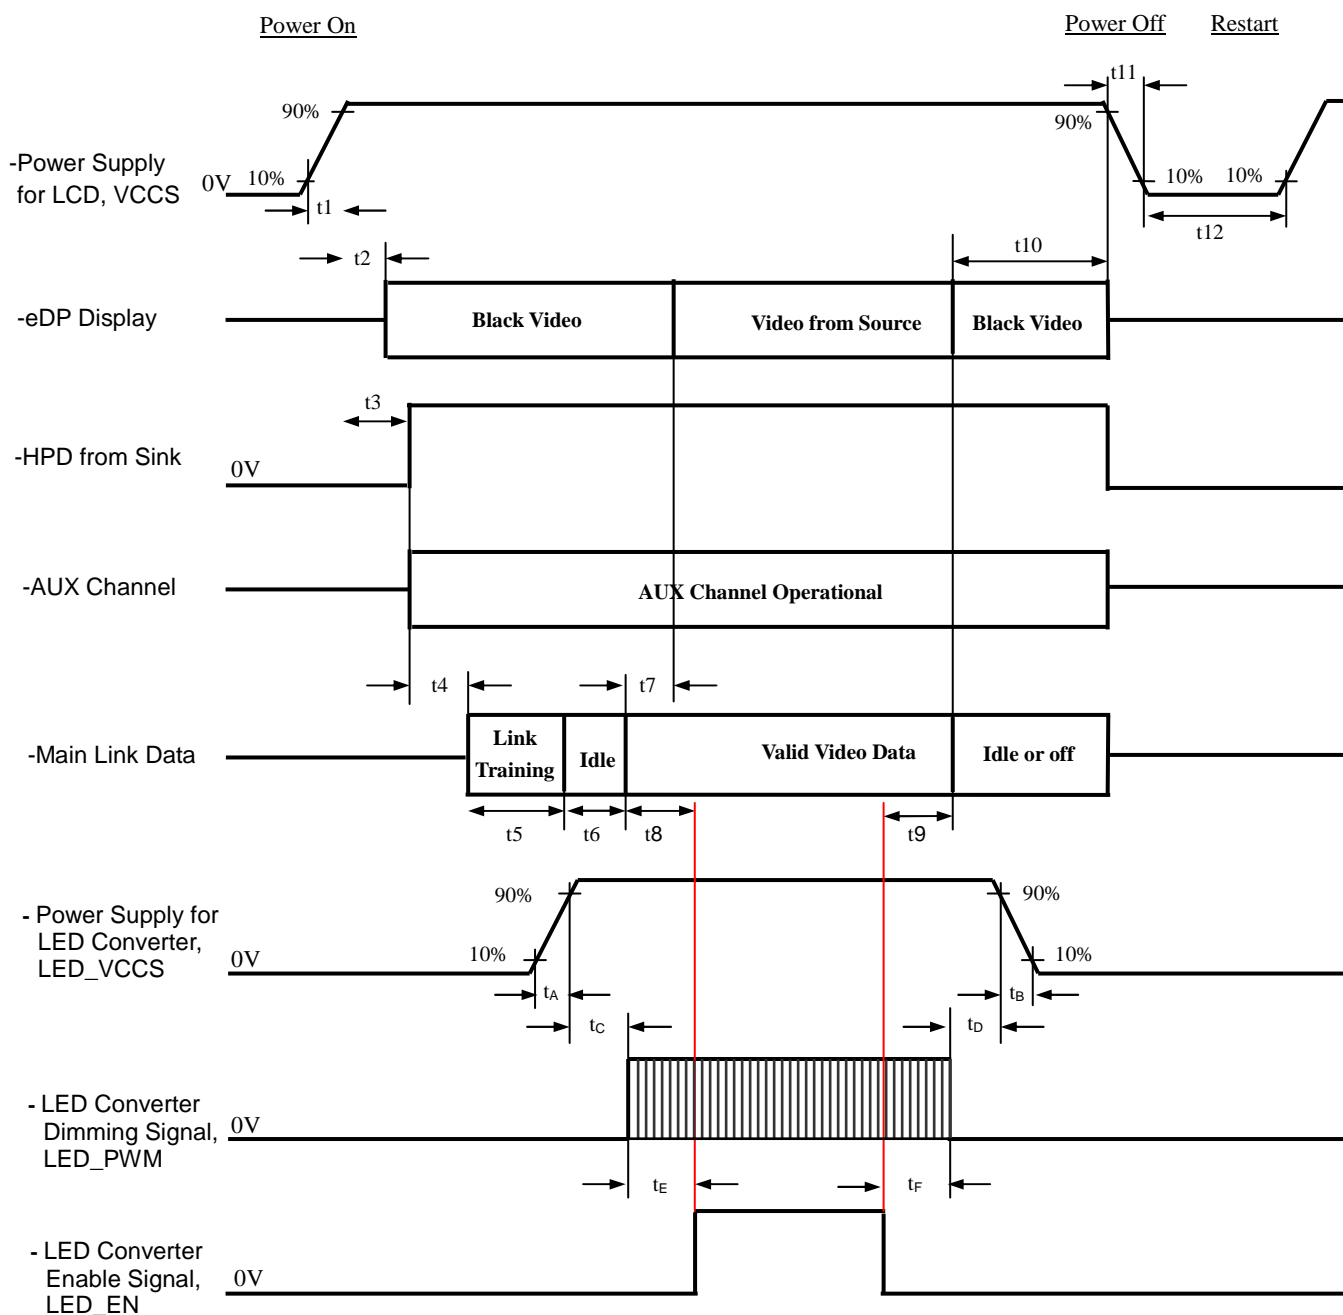 Power On
Power Off
Restart
t11
90%
90%
-Power Supply
for LCD, VCCS
0V
10%
10%
10%
t1
t12
t2
t10
-eDP Display
Black Video
Video from Source
Black Video
t3
-HPD from Sink
0V
-AUX Channel
AUX Channel Operational
t4
t7
-Main Link Data
Link
Training
Idle
Valid Video Data
Idle or off
t5
t6
t8
t9
- Power Supply for
LED Converter,
LED_VCCS
0V
90%
10%
90%
10%
tA
tB
tC
tD
- LED Converter
Dimming Signal,
LED_PWM
0V
tE
tF
- LED Converter
Enable Signal,
LED_EN
0V